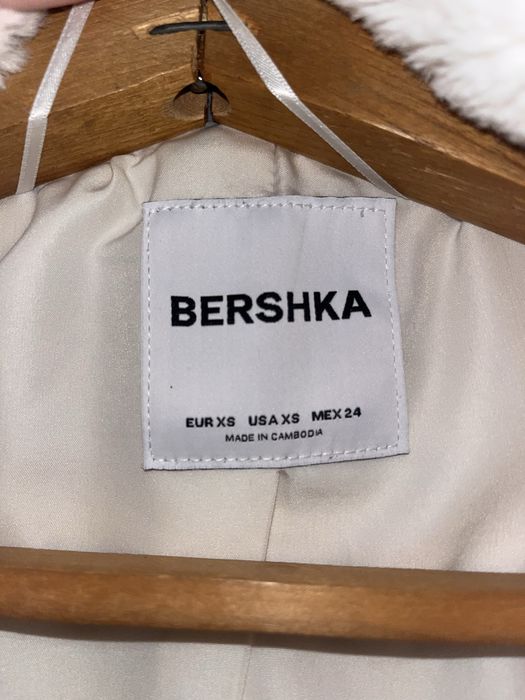 BERSHKA
EUR XS USA XS MEX 24
MADE IN CAMBODIA